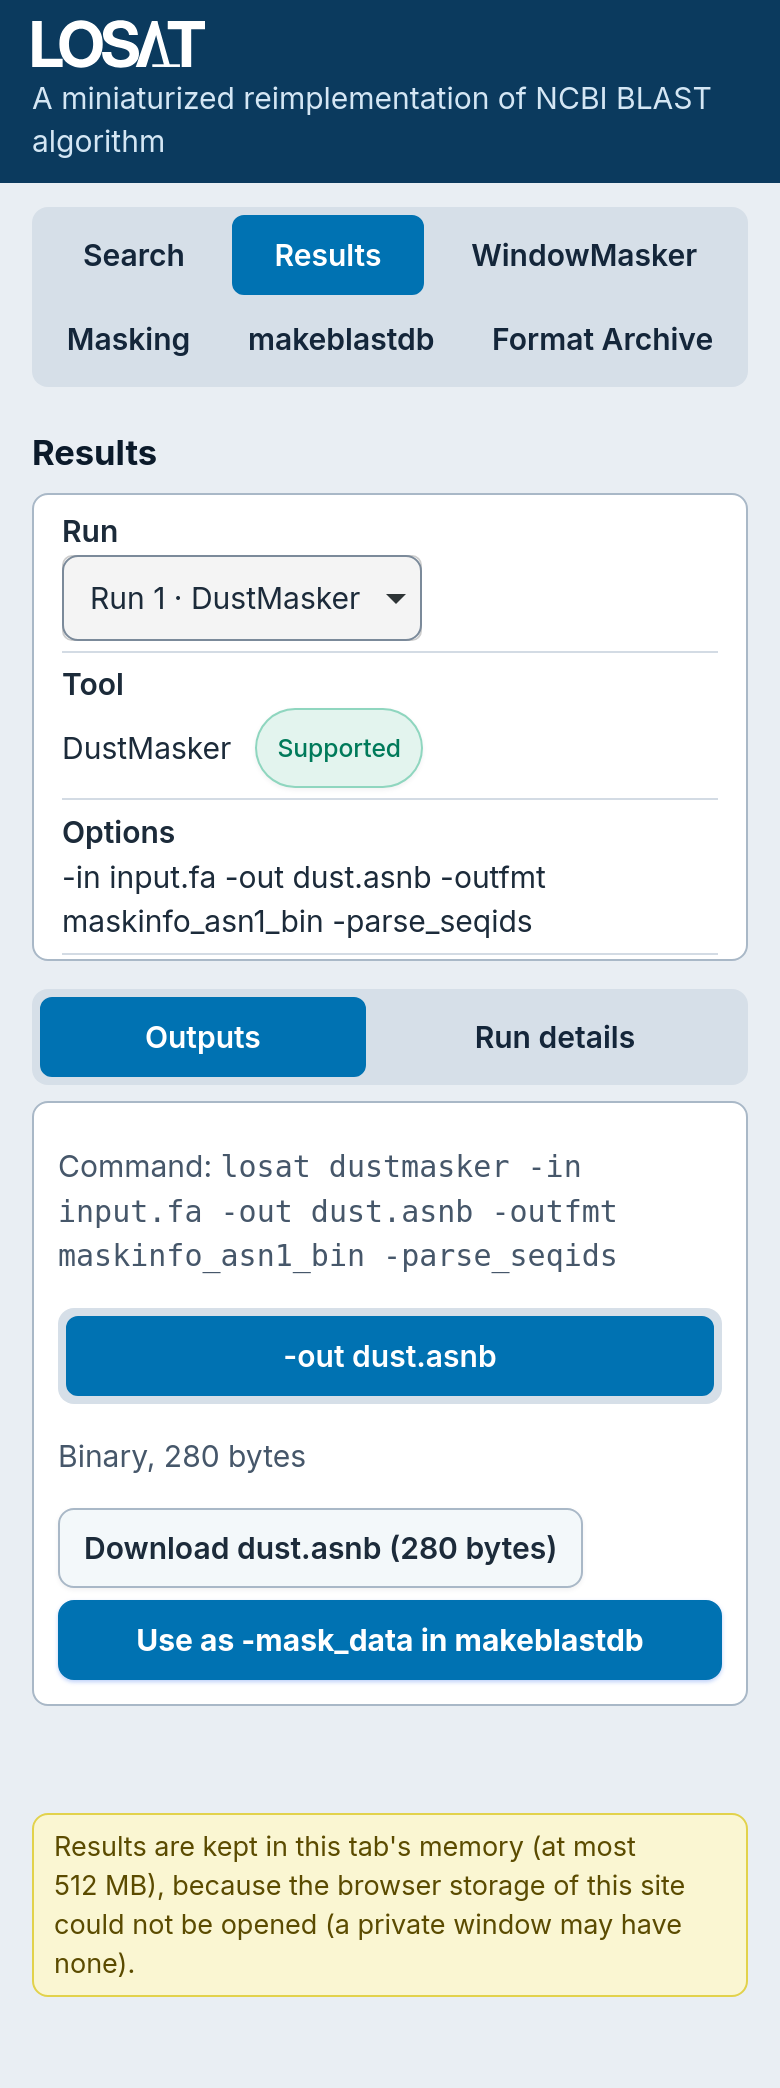 LOSAT
A miniaturized reimplementation of NCBI BLAST
algorithm
Search
Results
WindowMasker
Masking
makeblastdb
Format Archive
Results
Run
Run 1 · DustMasker
Tool
DustMasker
Supported
Options
-in input.fa -out dust.asnb -outfmt
maskinfo_asn1_bin -parse_seqids
Outputs
Run details
Command: losat dustmasker -in
input.fa -out dust.asnb -outfmt
maskinfo_asn1_bin -parse_seqids
-out dust.asnb
Binary, 280 bytes
Download dust.asnb (280 bytes)
Use as -mask_data in makeblastdb
Results are kept in this tab's memory (at most
512 MB), because the browser storage of this site
could not be opened (a private window may have
none).